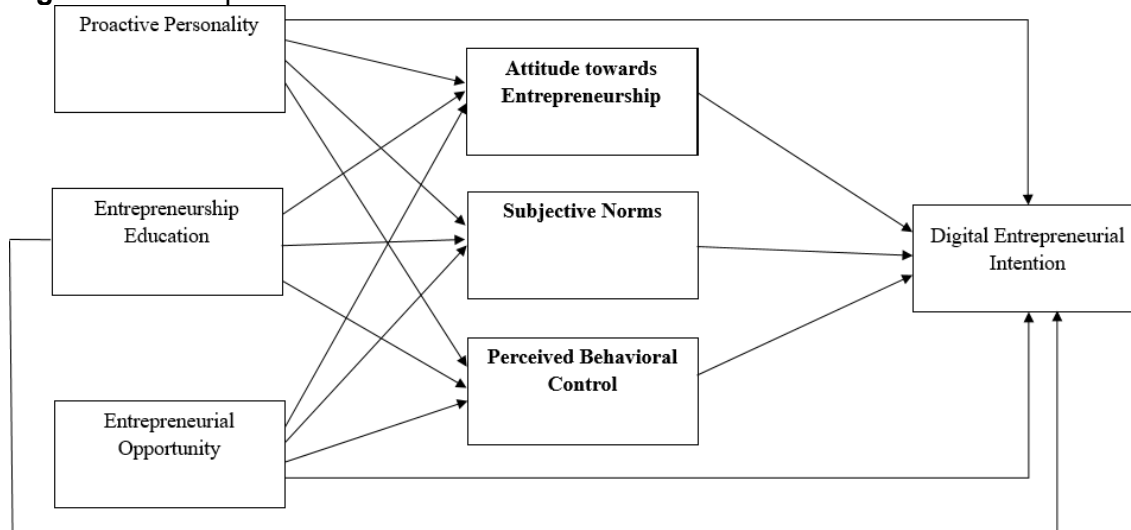 Proactive Personality
Attitude towards
Entrepreneurship
Entrepreneurship
Education
Subjective Norms
Digital Entrepreneurial
Intention
Perceived Behavioral
Control
Entrepreneurial
Opportunity